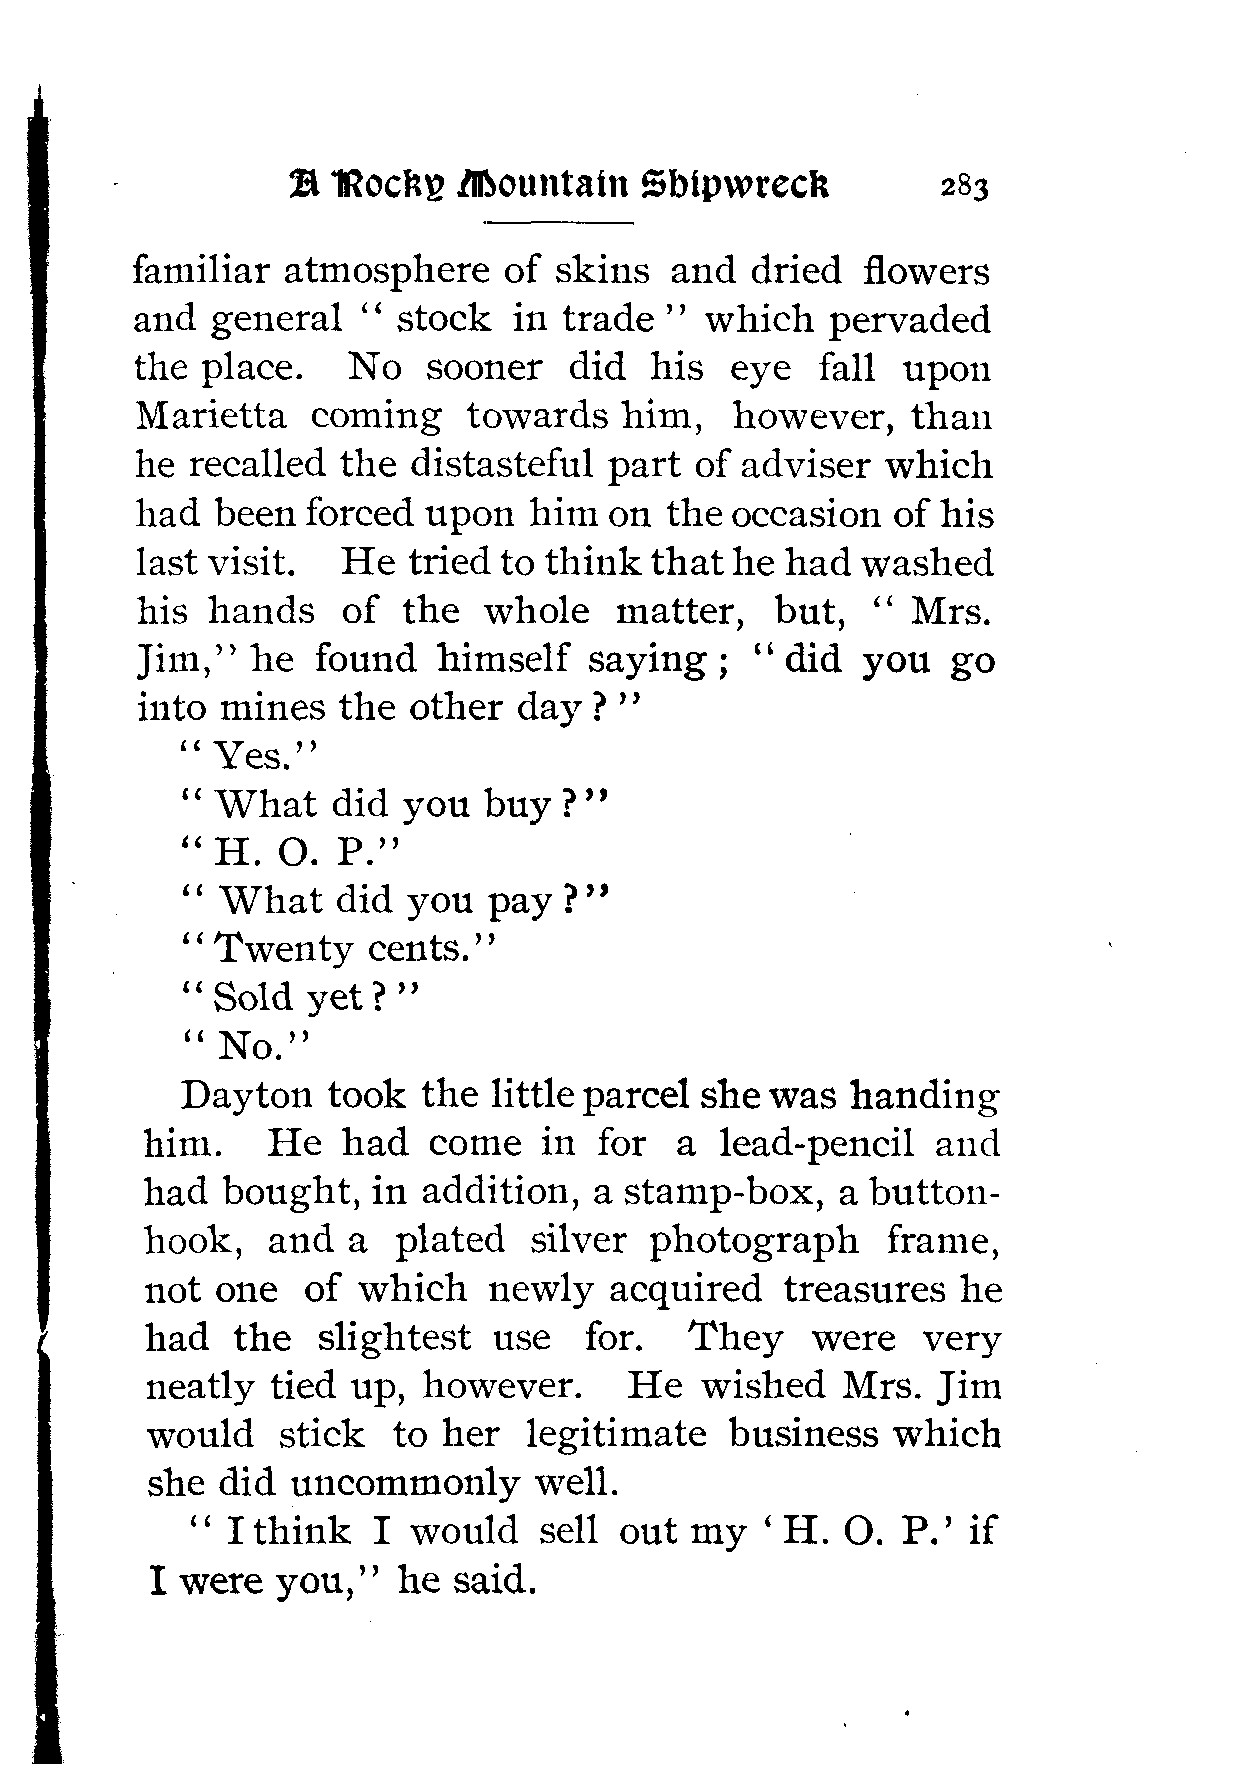 A Rocky Mountain Shipwreck 283
familiar atmosphere of skins and dried flowers
and general " stock in trade " which pervaded
the place. No sooner did his eye fall upon
Marietta coming towards him, however, than
he recalled the distasteful part of adviser which
had been forced upon him on the occasion of his
last visit. He tried to think that he had washed
his hands of the whole matter, but, " Mrs.
Jim," he found himself saying ; " did you go
into mines the other day ? "
" Yes."
" What did you buy ?"
" H. O. P."
" What did you pay ?"
" Twenty cents."
" Sold yet ? "
" No."
Dayton took the little parcel she was handing
him. He had come in for a lead-pencil and
had bought, in addition, a stamp-box, a button-
hook, and a plated silver photograph frame,
not one of which newly acquired treasures he
had the slightest use for. They were very
neatly tied up, however. He wished Mrs. Jim
would stick to her legitimate business which
she did uncommonly well.
" I think I would sell out my ' H. O. P.' if
I were you," he said.